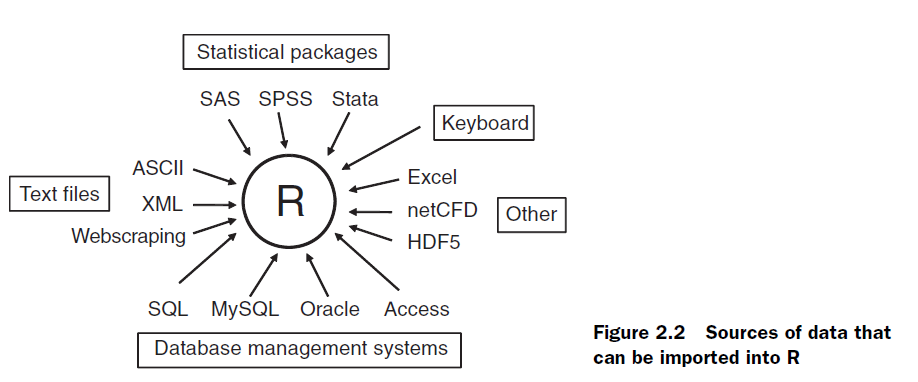 Statistical packages
SAS SPSS Stata
Keyboard
ASCII
Excel
Text files
XML
R
netCFD
Other
Webscraping
HDF5
SQL MySQL Oracle Access
Database management systems
Figure 2.2 Sources of data that
can be imported into R